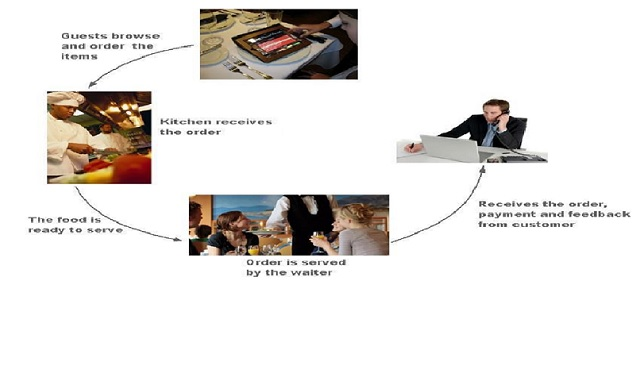 Guests browse
and order the
items
Kitchen receives
the order
The food is
ready to serve
Order is served
by the waiter
Receives the order,
payment and feedback
from customer